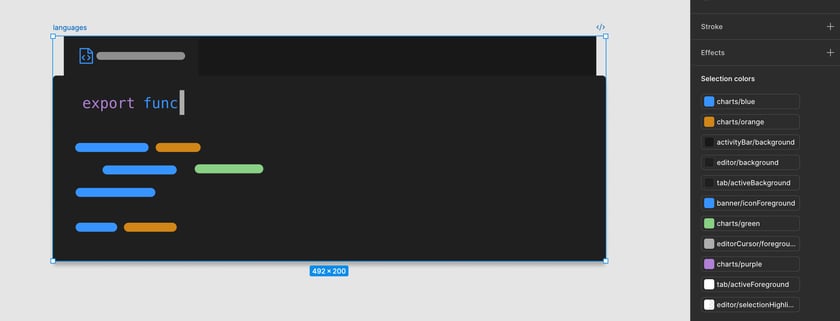 languages
</>
export func
492 × 200
Stroke
Effects
Selection colors
charts/blue
charts/orange
activityBar/background
editor/background
tab/activeBackground
banner/iconForeground
charts/green
editorCursor/foregrou...
charts/purple
tab/activeForeground
editor/selectionHighli...